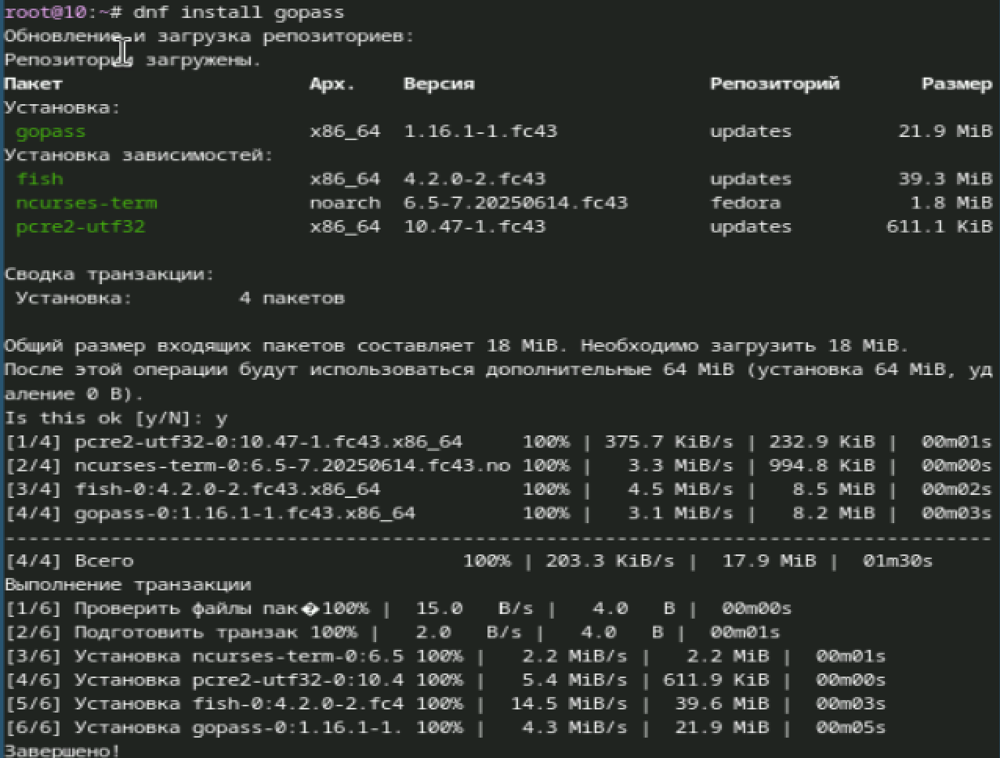 root@10:~# dnf install gopass
Обновление и загрузка репозиториев:
Репозитории загружены.
Пакет Арх. Версия Репозиторий Размер
Установка:
gopass x86_64 1.16.1-1.fc43 updates 21.9 MiB
Установка зависимостей:
fish x86_64 4.2.0-2.fc43 updates 39.3 MiB
ncurses-term noarch 6.5-7.20250614.fc43 fedora 1.8 MiB
pcre2-utf32 x86_64 10.47-1.fc43 updates 611.1 KiB
Сводка транзакции:
Установка: 4 пакетов
Общий размер входящих пакетов составляет 18 MiB. Необходимо загрузить 18 MiB.
После этой операции будут использоваться дополнительные 64 MiB (установка 64 MiB, уд
аление 0 B).
Is this ok [y/N]: y
[1/4] pcre2-utf32-0:10.47-1.fc43.x86_64 100% | 375.7 KiB/s | 232.9 KiB | 00m01s
[2/4] ncurses-term-0:6.5-7.20250614.fc43.no 100% | 3.3 MiB/s | 994.8 KiB | 00m00s
[3/4] fish-0:4.2.0-2.fc43.x86_64 100% | 4.5 MiB/s | 8.5 MiB | 00m02s
[4/4] gopass-0:1.16.1-1.fc43.x86_64 100% | 3.1 MiB/s | 8.2 MiB | 00m03s
------------------------------------------------------------------------------------
[4/4] Всего 100% | 203.3 KiB/s | 17.9 MiB | 01m30s
Выполнение транзакции
[1/6] Проверить файлы пак�100% | 15.0 B/s | 4.0 B | 00m00s
[2/6] Подготовить транзак 100% | 2.0 B/s | 4.0 B | 00m01s
[3/6] Установка ncurses-term-0:6.5 100% | 2.2 MiB/s | 2.2 MiB | 00m01s
[4/6] Установка pcre2-utf32-0:10.4 100% | 5.4 MiB/s | 611.9 KiB | 00m00s
[5/6] Установка fish-0:4.2.0-2.fc4 100% | 14.5 MiB/s | 39.6 MiB | 00m03s
[6/6] Установка gopass-0:1.16.1-1. 100% | 4.3 MiB/s | 21.9 MiB | 00m05s
Завершено!